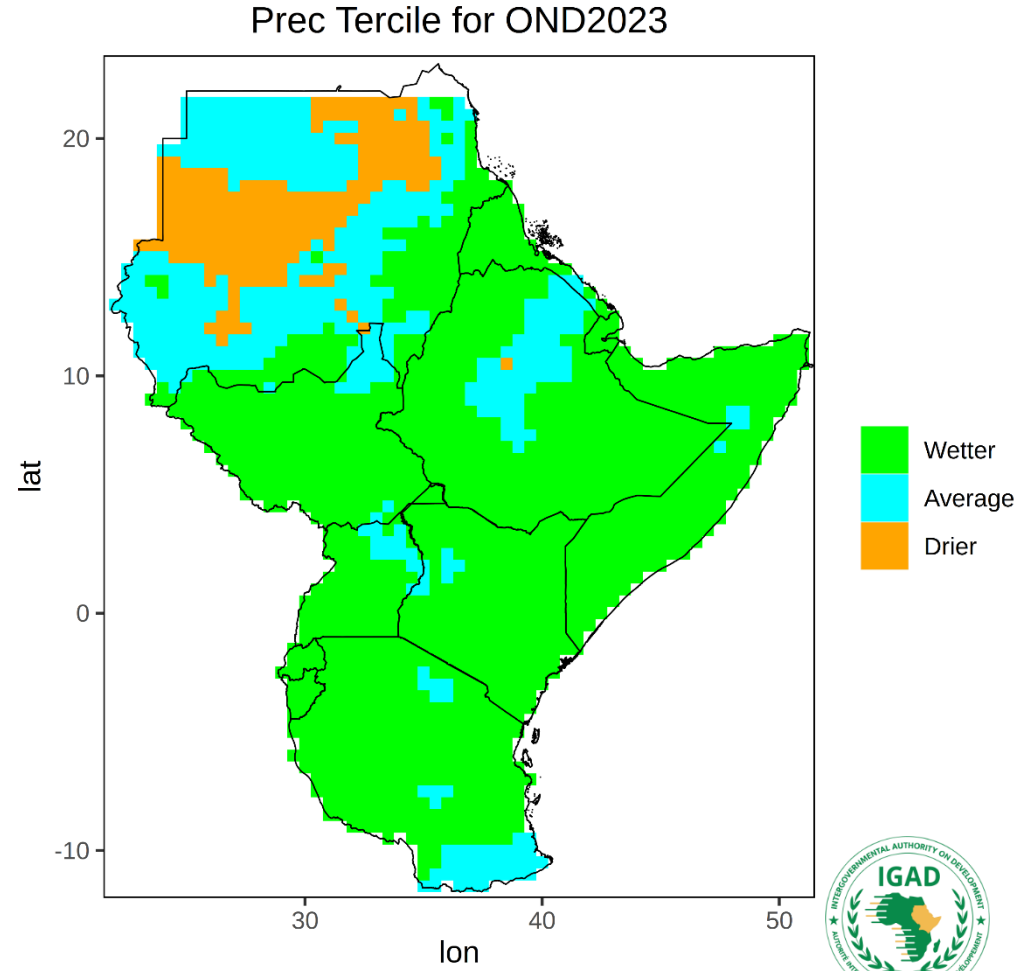 Prec Tercile for OND2023
20
10
0
-10
lat
30
40
50
lon
Wetter
Average
Drier
INTERGOVERNMENTAL AUTHORITY ON DEVELOPMENT
IGAD